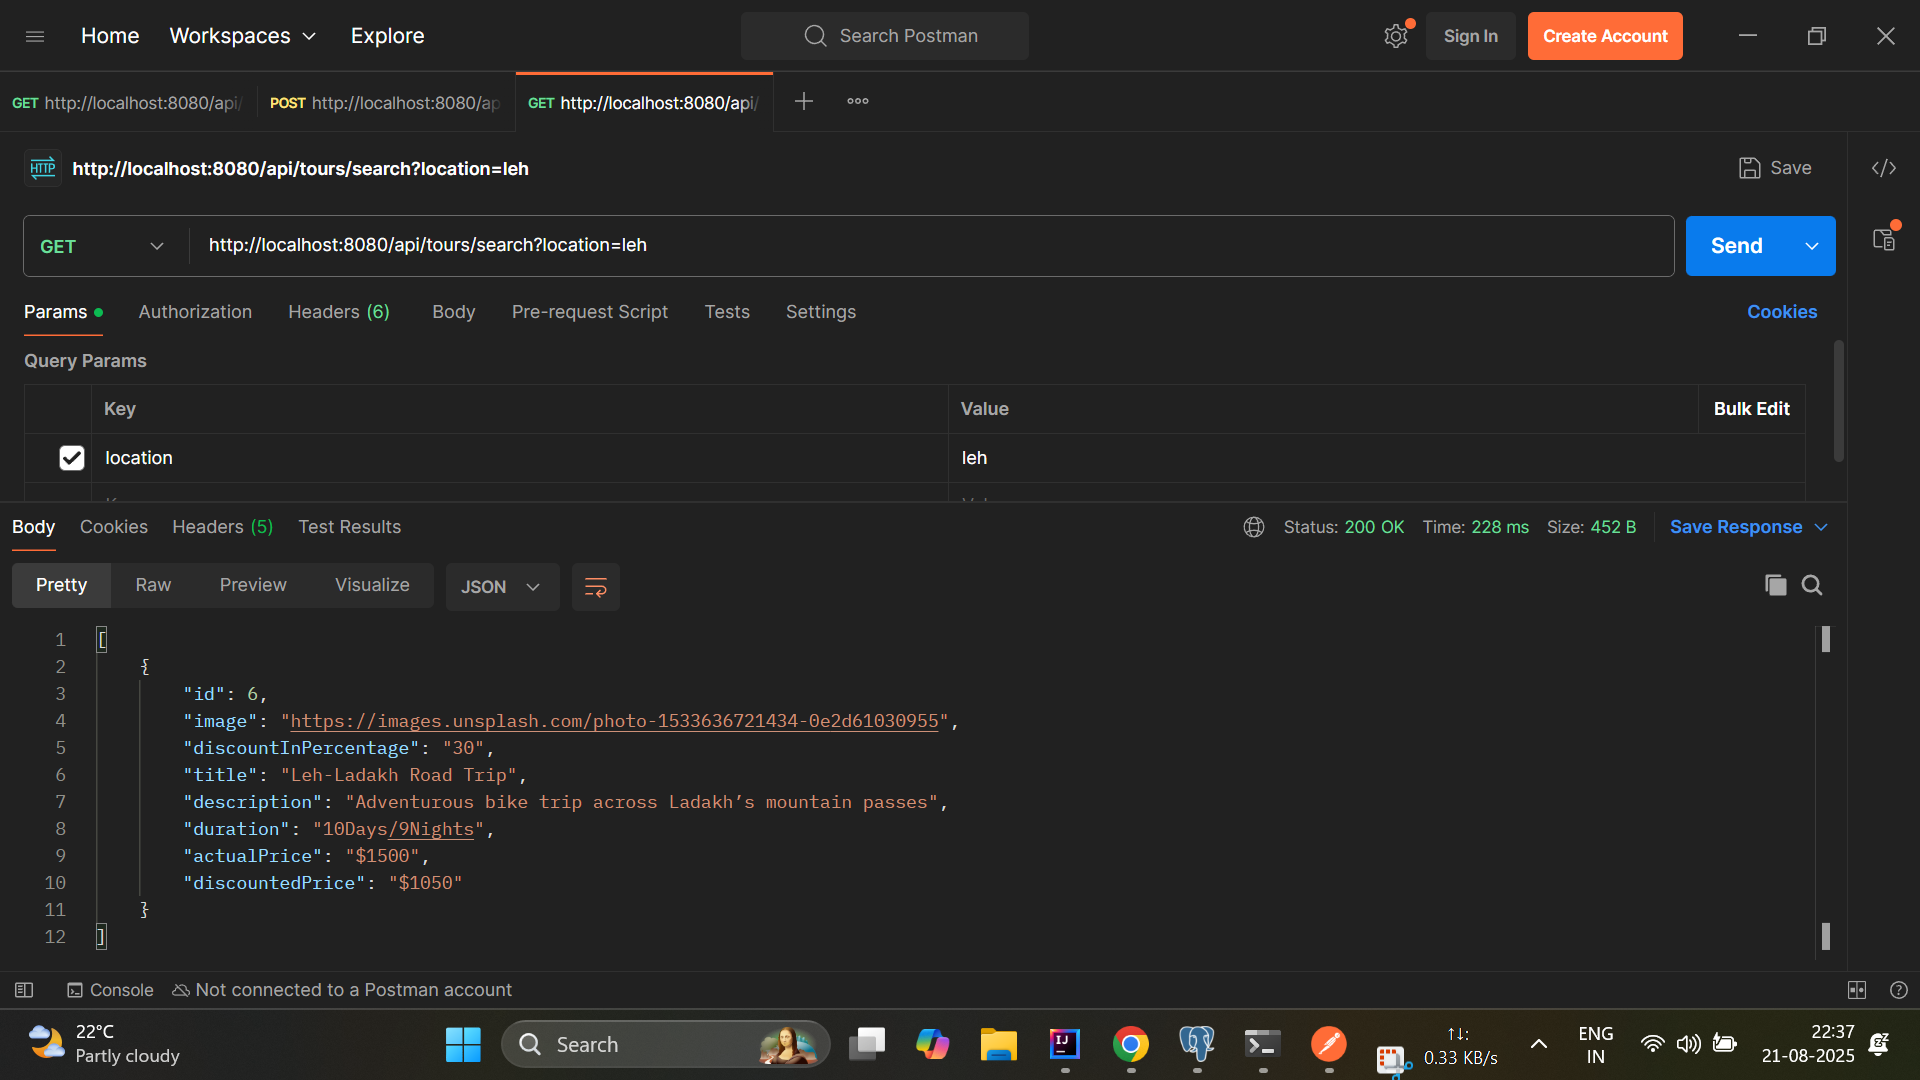 Home Workspaces Explore Search Postman Sign In Create Account
GET http://localhost:8080/api/ POST http://localhost:8080/ap GET http://localhost:8080/api/
HTTP http://localhost:8080/api/tours/search?location=leh Save
GET http://localhost:8080/api/tours/search?location=leh Send
Params Authorization Headers (6) Body Pre-request Script Tests Settings Cookies
Query Params
Key Value Bulk Edit
location leh
Body Cookies Headers (5) Test Results Status: 200 OK Time: 228 ms Size: 452 B Save Response
Pretty Raw Preview Visualize JSON
1 [
2 {
3 "id": 6,
4 "image": "https://images.unsplash.com/photo-1533636721434-0e2d61030955",
5 "discountInPercentage": "30",
6 "title": "Leh-Ladakh Road Trip",
7 "description": "Adventurous bike trip across Ladakh’s mountain passes",
8 "duration": "10Days/9Nights",
9 "actualPrice": "$1500",
10 "discountedPrice": "$1050"
11 }
12 ]
Console Not connected to a Postman account
22°C
Partly cloudy
Search
IJ
0.33 KB/s
ENG
IN
22:37
21-08-2025